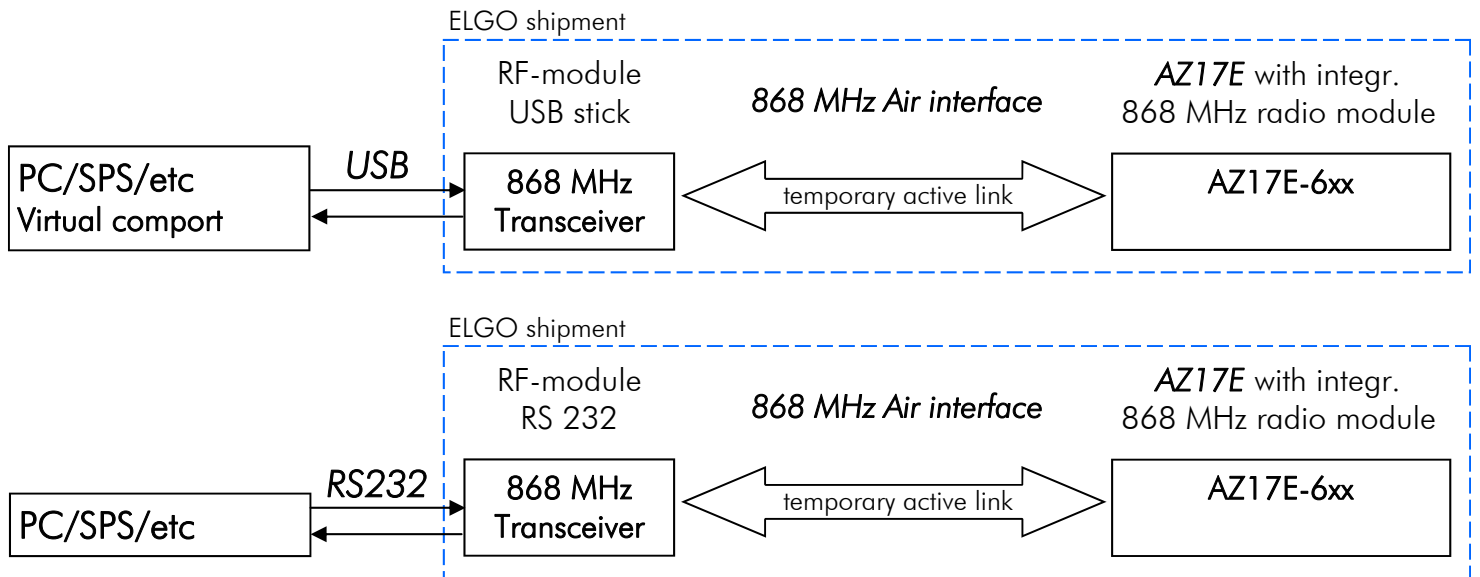 ELGO shipment
RF-module
USB stick
868 MHz Air interface
AZ17E with integr.
868 MHz radio module
PC/SPS/etc
Virtual comport
USB
868 MHz
Transceiver
temporary active link
AZ17E-6xx
ELGO shipment
RF-module
RS 232
868 MHz Air interface
AZ17E with integr.
868 MHz radio module
PC/SPS/etc
RS232
868 MHz
Transceiver
temporary active link
AZ17E-6xx